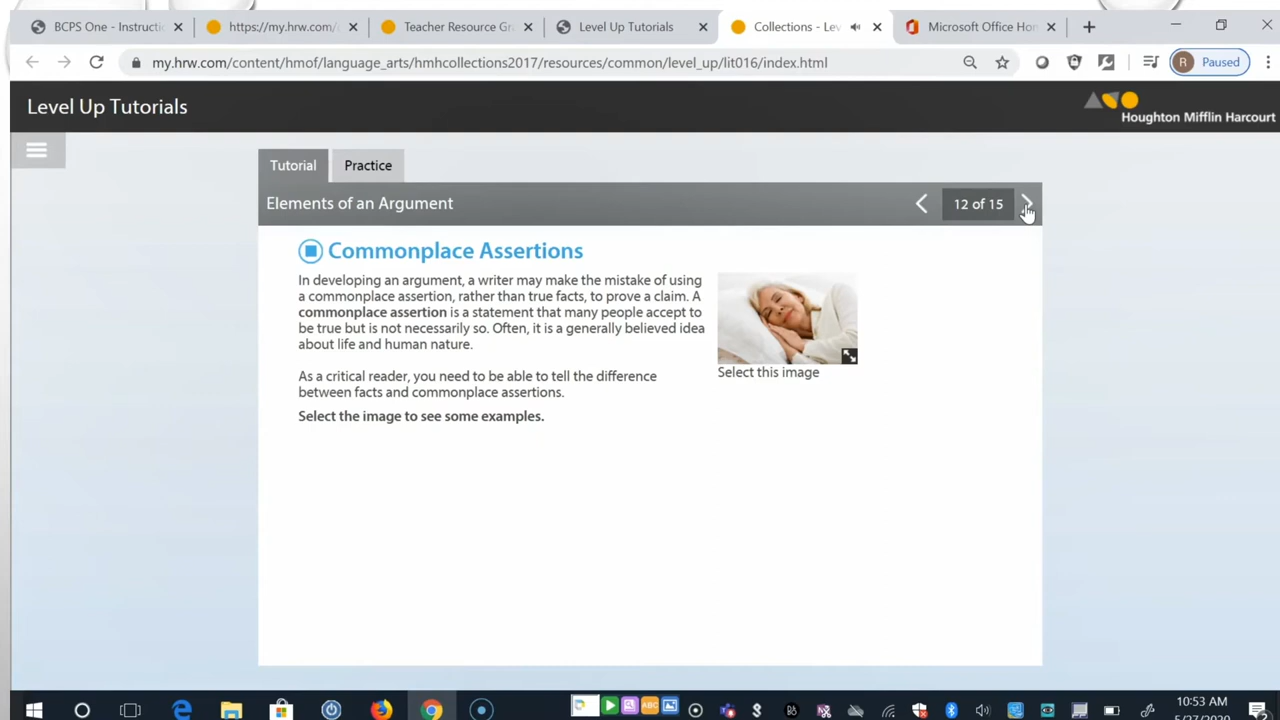 BCPS One - Instructi
https://my.hrw.com/
Teacher Resource Gr
Level Up Tutorials
Collections - Lev
Microsoft Office Hom
my.hrw.com/content/hmof/language_arts/hmhcollections2017/resources/common/level_up/lit016/index.html
R Paused
Level Up Tutorials
Houghton Mifflin Harcourt
Tutorial Practice
Elements of an Argument
12 of 15
Commonplace Assertions
In developing an argument, a writer may make the mistake of using
a commonplace assertion, rather than true facts, to prove a claim. A
commonplace assertion is a statement that many people accept to
be true but is not necessarily so. Often, it is a generally believed idea
about life and human nature.
Select this image
As a critical reader, you need to be able to tell the difference
between facts and commonplace assertions.
Select the image to see some examples.
ABC
10:53 AM
5/27/2020